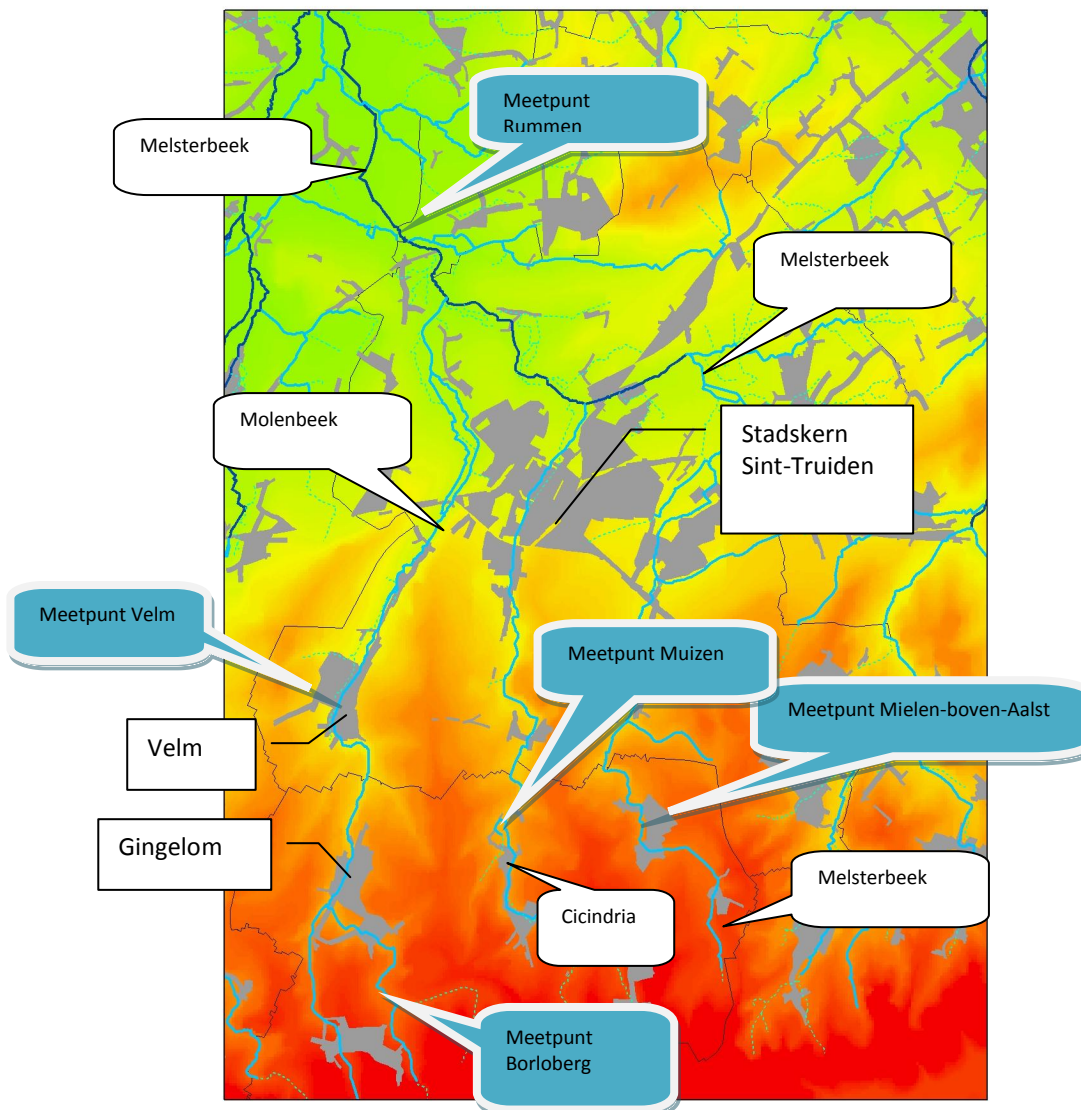 Meetpunt
Rummen
Melsterbeek
Melsterbeek
Molenbeek
Stadskern
Sint-Truiden
Meetpunt Velm
Meetpunt Muizen
Meetpunt Mielen-boven-Aalst
Velm
Gingelom
Melsterbeek
Cicindria
Meetpunt
Borloberg